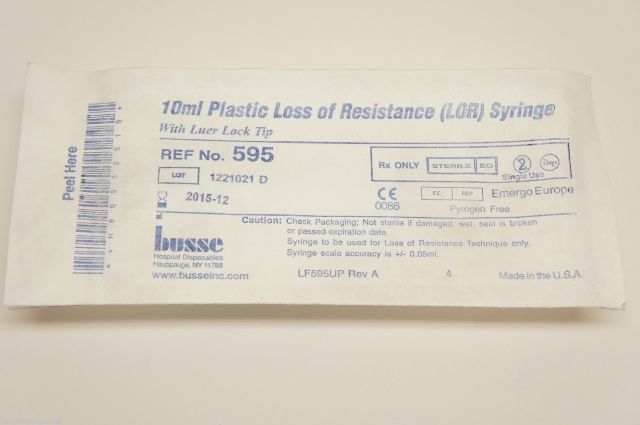 Peel Here
10ml Plastic Loss of Resistance (LOR) Syringe
With Luer Lock Tip
REF No. 595
LOT 1221021 D
2015-12
Rx ONLY STERILE EO 2 Latex
Single Use
CE 0086
EC REP Emergo Europe
Pyrogen Free
Caution: Check Packaging; Not sterile if damaged, wet, seal is broken
or passed expiration date.
Syringe to be used for Loss of Resistance Technique only.
Syringe scale accuracy is +/- 0.05ml.
busse
Hospital Disposables
Hauppauge, NY 11788
www.busseinc.com
LF595UP Rev A 4 Made in the U.S.A.